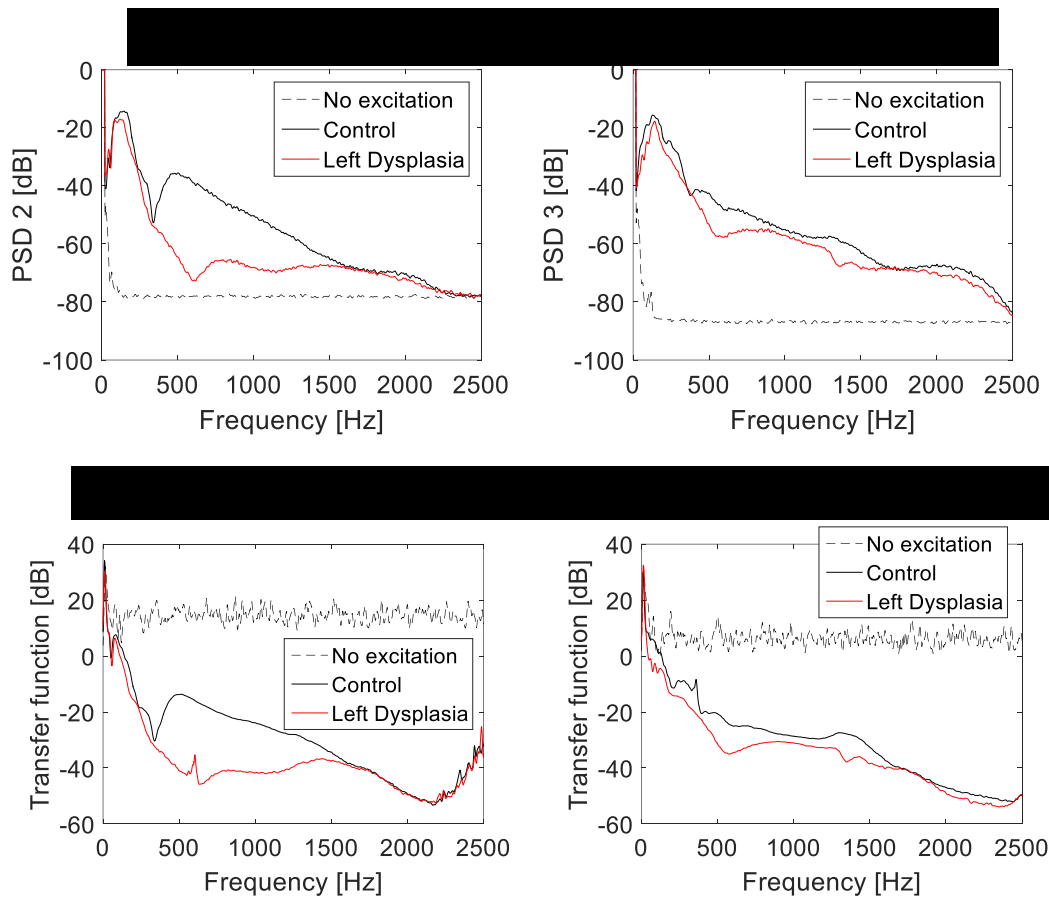 0
-20
-40
-60
-80
-100
PSD 2 [dB]
No excitation
Control
Left Dysplasia
0 500 1000 1500 2000 2500
Frequency [Hz]
0
-20
-40
-60
-80
-100
PSD 3 [dB]
No excitation
Control
Left Dysplasia
0 500 1000 1500 2000 2500
Frequency [Hz]
40
20
0
-20
-40
-60
Transfer function [dB]
No excitation
Control
Left Dysplasia
0 500 1000 1500 2000 2500
Frequency [Hz]
40
20
0
-20
-40
-60
Transfer function [dB]
No excitation
Control
Left Dysplasia
0 500 1000 1500 2000 2500
Frequency [Hz]